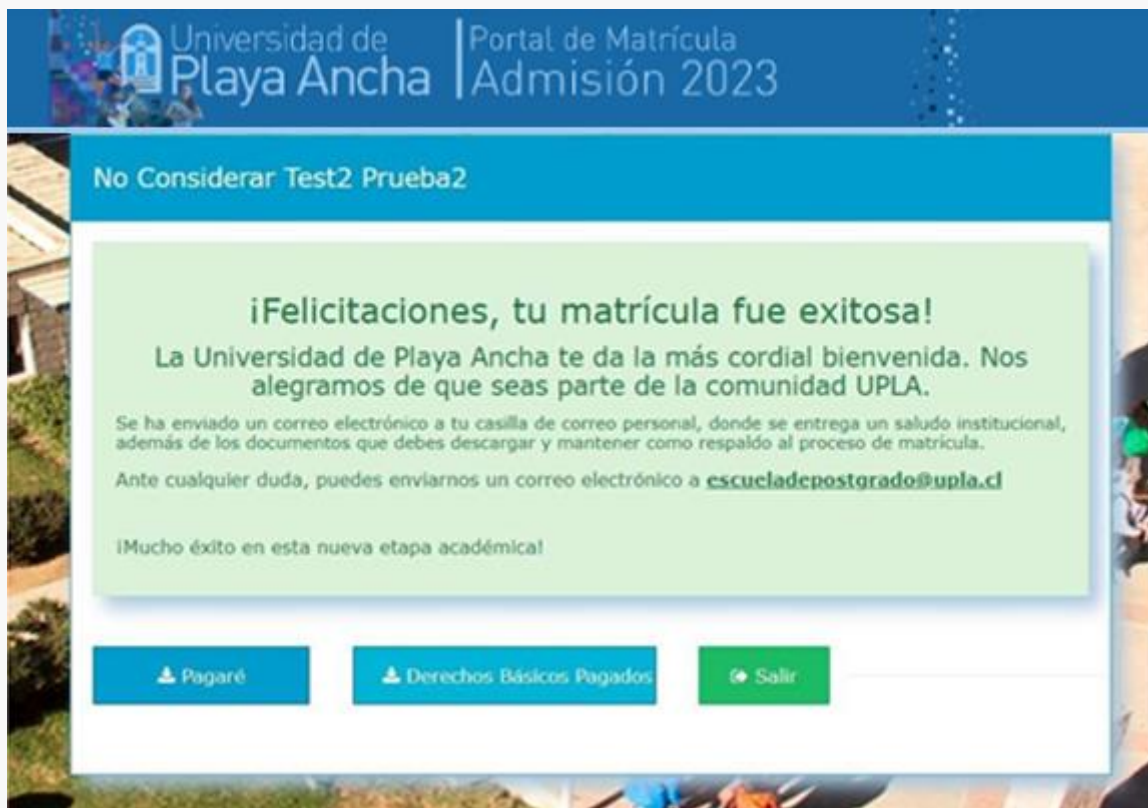 Universidad de
Playa Ancha
Portal de Matrícula
Admisión 2023
No Considerar Test2 Prueba2
¡Felicitaciones, tu matrícula fue exitosa!
La Universidad de Playa Ancha te da la más cordial bienvenida. Nos
alegramos de que seas parte de la comunidad UPLA.
Se ha enviado un correo electrónico a tu casilla de correo personal, donde se entrega un saludo institucional,
además de los documentos que debes descargar y mantener como respaldo al proceso de matrícula.
Ante cualquier duda, puedes enviarnos un correo electrónico a escueladepostgrado@upla.cl
¡Mucho éxito en esta nueva etapa académica!
Pagaré
Derechos Básicos Pagados
Salir